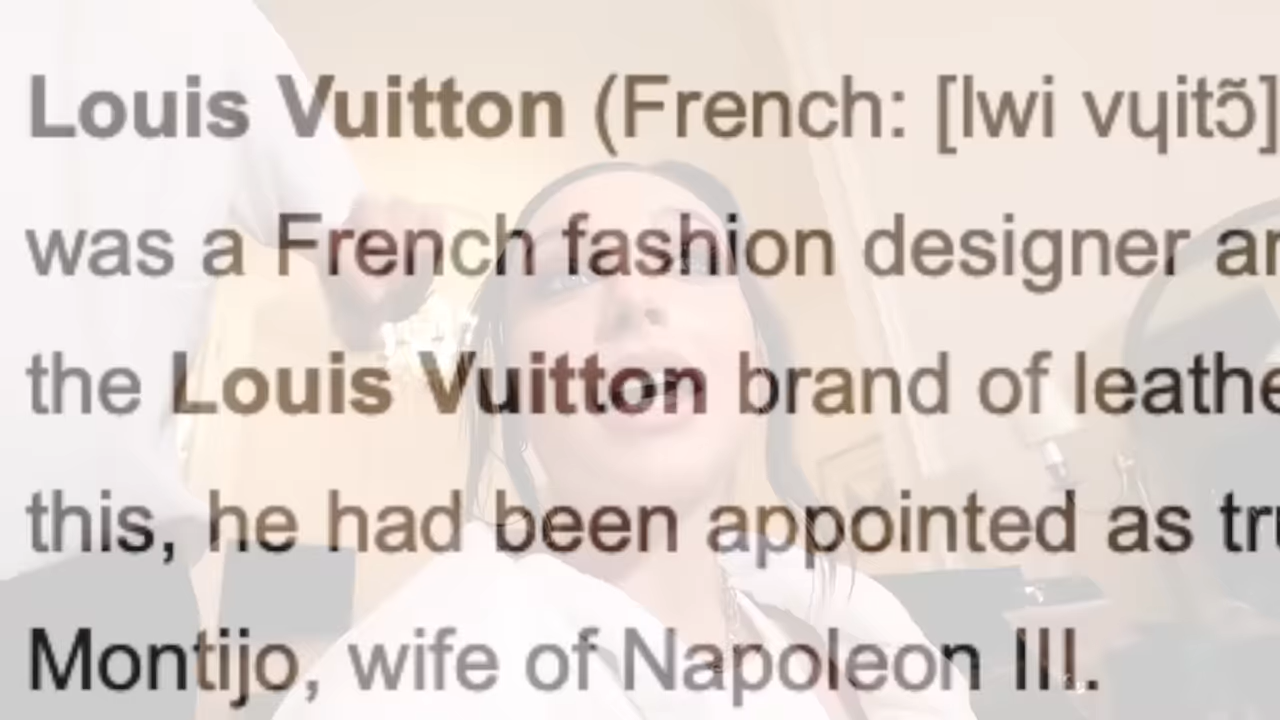 Louis Vuitton (French: [lwi vɥitɔ̃]
was a French fashion designer
the Louis Vuitton brand of
this, he had been appointed as
Montijo, wife of Napoleon III.